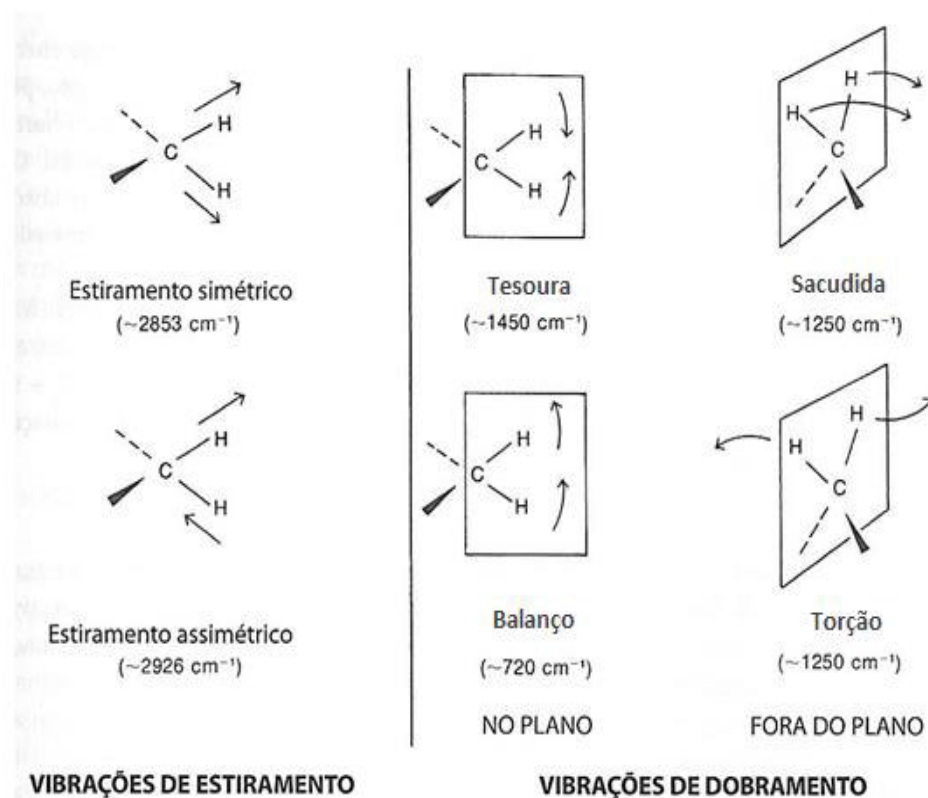 H
C
H
Estiramento simétrico
(~2853 cm⁻¹)
H
C
H
Tesoura
(~1450 cm⁻¹)
H
H
C
Sacudida
(~1250 cm⁻¹)
H
C
H
Estiramento assimétrico
(~2926 cm⁻¹)
H
C
H
Balanço
(~720 cm⁻¹)
H
H
C
Torção
(~1250 cm⁻¹)
NO PLANO
FORA DO PLANO
VIBRAÇÕES DE ESTIRAMENTO
VIBRAÇÕES DE DOBRAMENTO